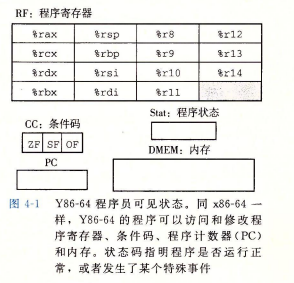 RF：程序寄存器
%rax %rsp %r8 %r12
%rcx %rbp %r9 %r13
%rdx %rsi %r10 %r14
%rbx %rdi %r11
CC：条件码
Stat：程序状态
ZF SF OF
DMEM：内存
PC
图 4-1 Y86-64 程序员可见状态。同 x86-64 一
样，Y86-64 的程序可以访问和修改程
序寄存器、条件码、程序计数器(PC)
和内存。状态码指明程序是否运行正
常，或者发生了某个特殊事件